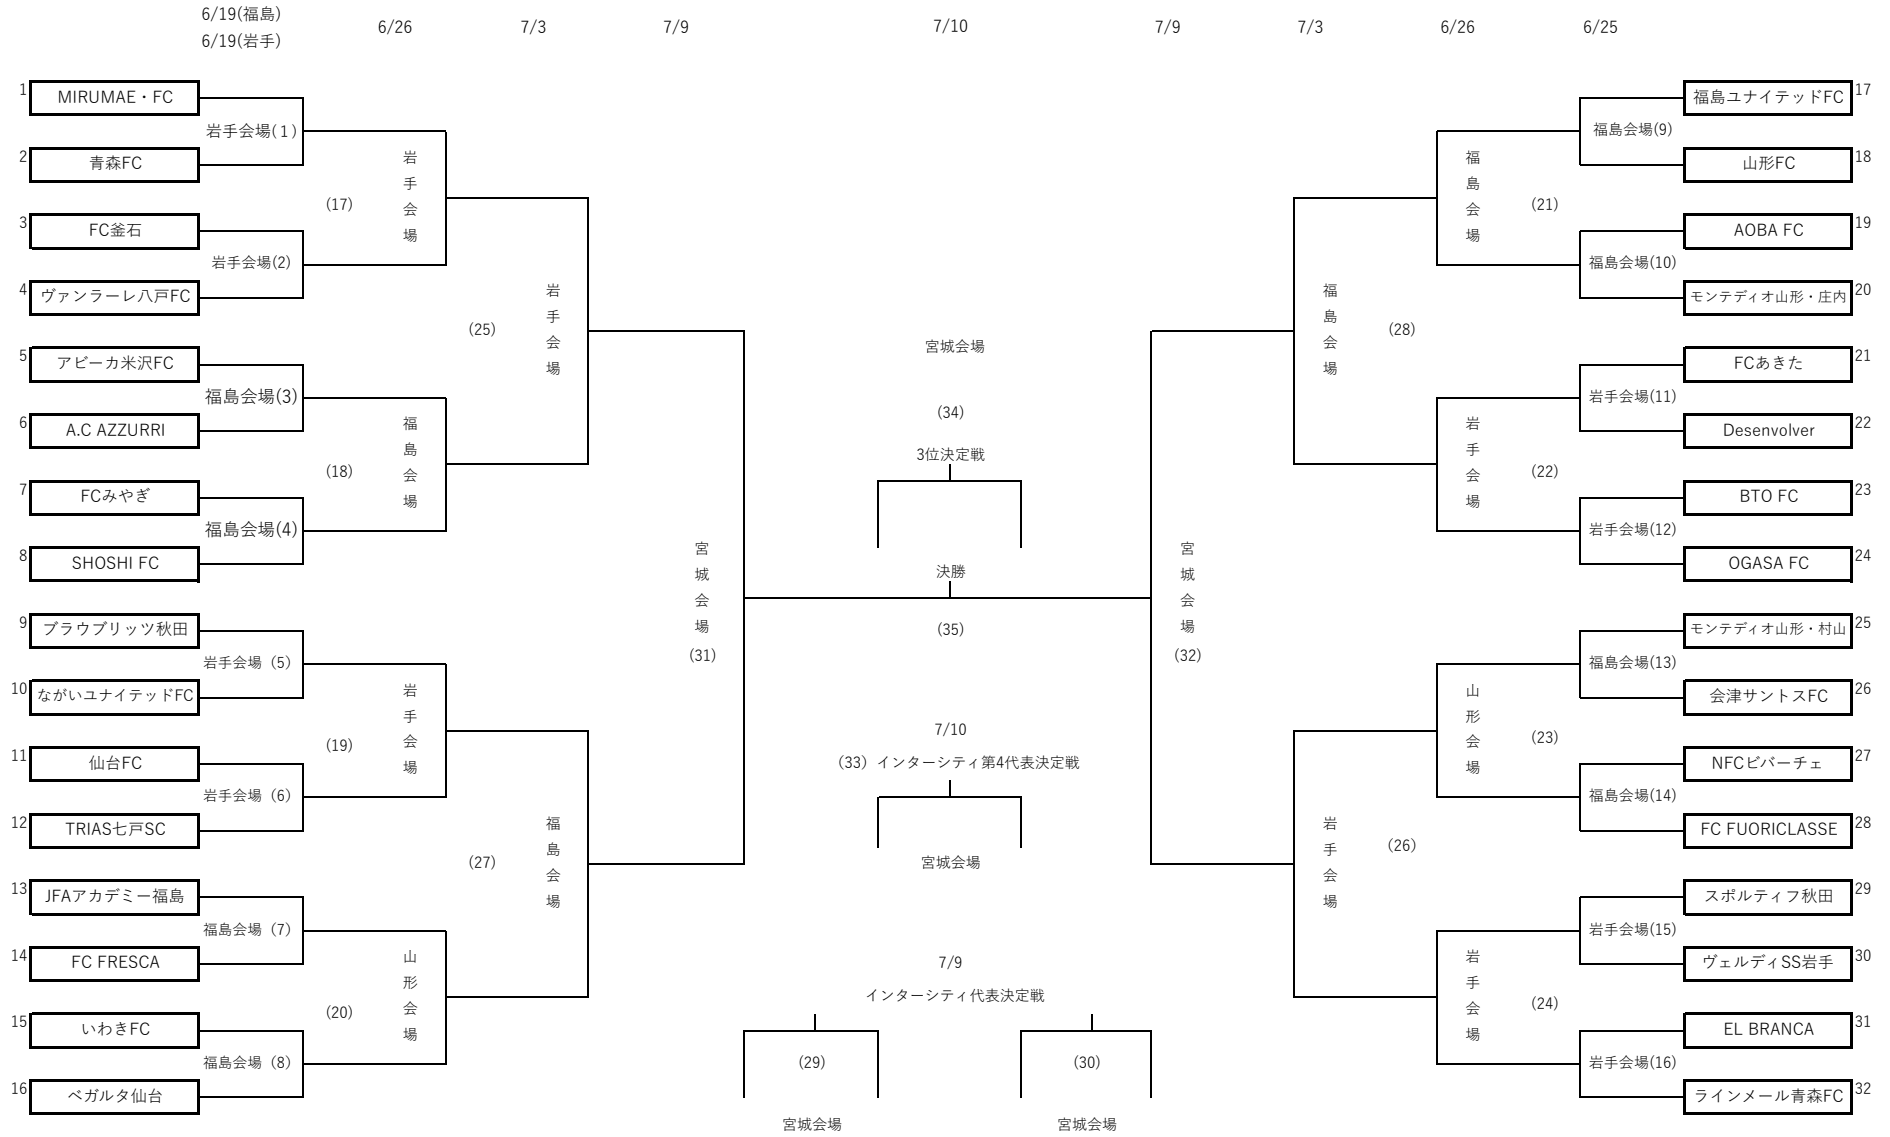 6/19(福島)
6/19(岩手)
6/26
7/3
7/9
7/10
7/9
7/3
6/26
6/25
1 MIRUMAE・FC
岩手会場(１)
2 青森FC
岩手会場
(17)
3 FC釜石
岩手会場(2)
4 ヴァンラーレ八戸FC
岩手会場
(25)
5 アビーカ米沢FC
福島会場(3)
6 A.C AZZURRI
福島会場
(18)
7 FCみやぎ
福島会場(4)
8 SHOSHI FC
宮城会場
(31)
9 ブラウブリッツ秋田
岩手会場（5）
10 ながいユナイテッドFC
岩手会場
(19)
11 仙台FC
岩手会場（6）
12 TRIAS七戸SC
福島会場
(27)
13 JFAアカデミー福島
福島会場（7）
14 FC FRESCA
山形会場
(20)
15 いわきFC
福島会場（8）
16 ベガルタ仙台
宮城会場
(34)
3位決定戦
決勝
(35)
7/10
（33）インターシティ第4代表決定戦
宮城会場
7/9
インターシティ代表決定戦
(29)
(30)
宮城会場
宮城会場
福島ユナイテッドFC 17
福島会場(9)
山形FC 18
福島会場
(21)
AOBA FC 19
福島会場(10)
モンテディオ山形・庄内 20
福島会場
(28)
FCあきた 21
岩手会場(11)
Desenvolver 22
岩手会場
(22)
BTO FC 23
岩手会場(12)
OGASA FC 24
宮城会場
(32)
モンテディオ山形・村山 25
福島会場(13)
会津サントスFC 26
山形会場
(23)
NFCビバーチェ 27
福島会場(14)
FC FUORICLASSE 28
岩手会場
(26)
スポルティフ秋田 29
岩手会場(15)
ヴェルディSS岩手 30
岩手会場
(24)
EL BRANCA 31
岩手会場(16)
ラインメール青森FC 32